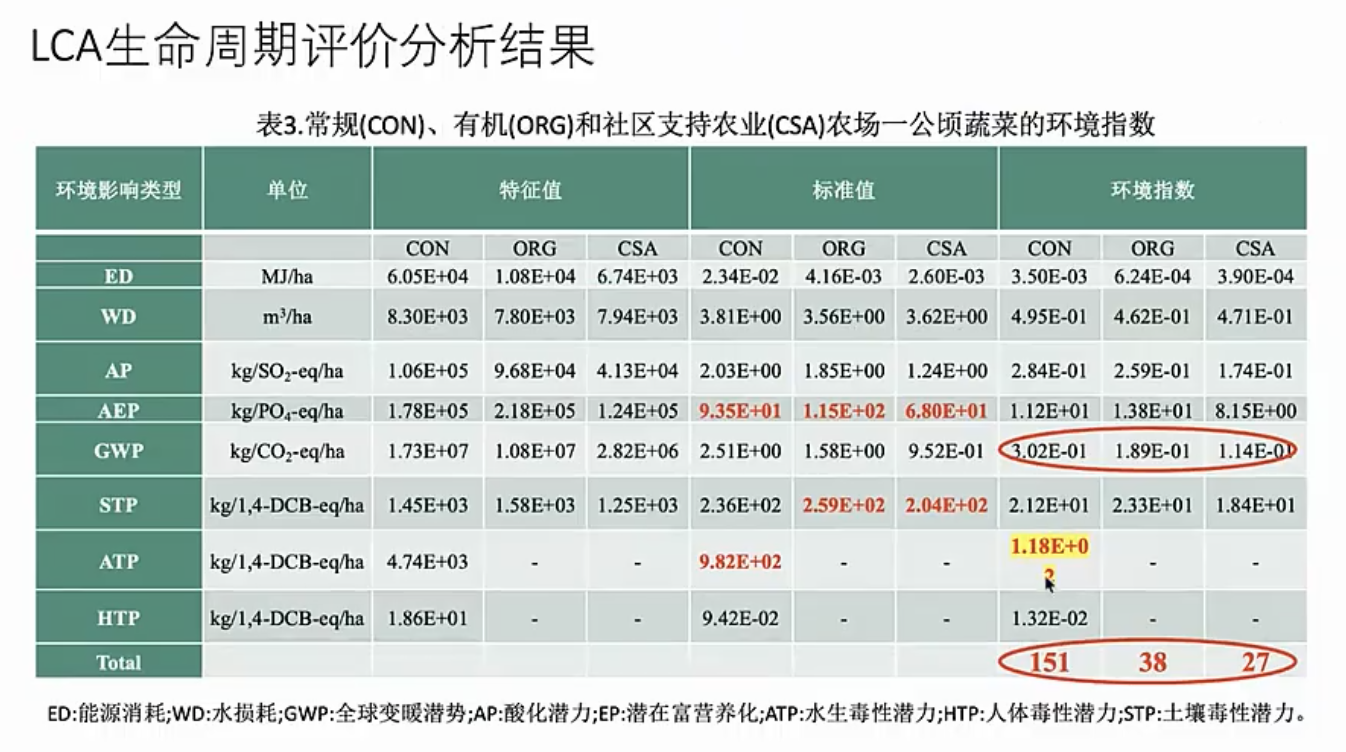 LCA生命周期评价分析结果
表3.常规(CON)、有机(ORG)和社区支持农业(CSA)农场一公顷蔬菜的环境指数
环境影响类型 单位 特征值 标准值 环境指数
CON ORG CSA CON ORG CSA CON ORG CSA
ED MJ/ha 6.05E+04 1.08E+04 6.74E+03 2.34E-02 4.16E-03 2.60E-03 3.50E-03 6.24E-04 3.90E-04
WD m³/ha 8.30E+03 7.80E+03 7.94E+03 3.81E+00 3.56E+00 3.62E+00 4.95E-01 4.62E-01 4.71E-01
AP kg/SO₂-eq/ha 1.06E+05 9.68E+04 4.13E+04 2.03E+00 1.85E+00 1.24E+00 2.84E-01 2.59E-01 1.74E-01
AEP kg/PO₄-eq/ha 1.78E+05 2.18E+05 1.24E+05 9.35E+01 1.15E+02 6.80E+01 1.12E+01 1.38E+01 8.15E+00
GWP kg/CO₂-eq/ha 1.73E+07 1.08E+07 2.82E+06 2.51E+00 1.58E+00 9.52E-01 3.02E-01 1.89E-01 1.14E-01
STP kg/1,4-DCB-eq/ha 1.45E+03 1.58E+03 1.25E+03 2.36E+02 2.59E+02 2.04E+02 2.12E+01 2.33E+01 1.84E+01
ATP kg/1,4-DCB-eq/ha 4.74E+03 - - 9.82E+02 - - 1.18E+0
2 - -
HTP kg/1,4-DCB-eq/ha 1.86E+01 - - 9.42E-02 - - 1.32E-02 - -
Total 151 38 27
ED:能源消耗;WD:水损耗;GWP:全球变暖潜势;AP:酸化潜力;EP:潜在富营养化;ATP:水生毒性潜力;HTP:人体毒性潜力;STP:土壤毒性潜力。